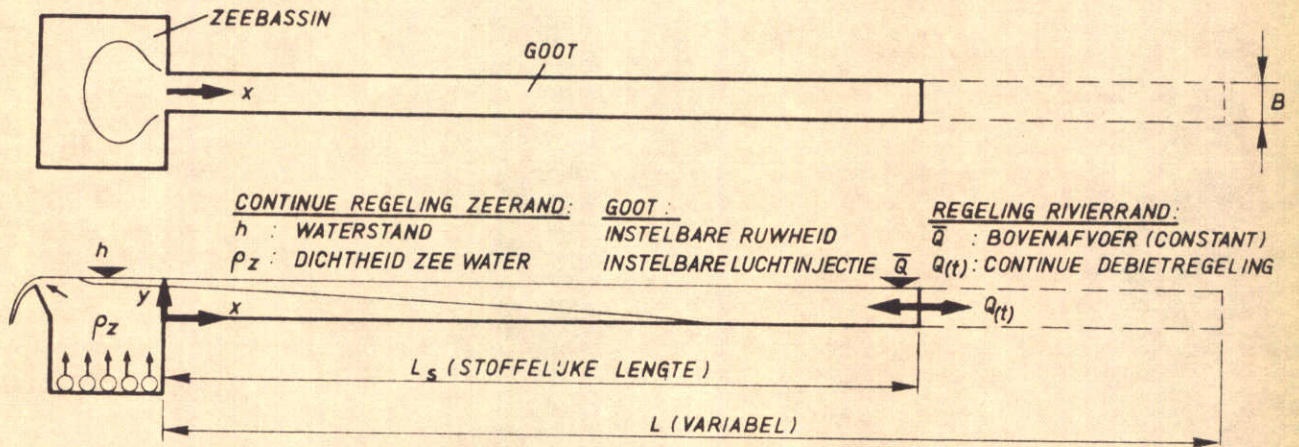 ZEEBASSIN
GOOT
x
B
CONTINUE REGELING ZEERAND:
h : WATERSTAND
ρz : DICHTHEID ZEE WATER
GOOT :
INSTELBARE RUWHEID
INSTELBARE LUCHTINJECTIE
REGELING RIVIERRAND:
Q̅ : BOVENAFVOER (CONSTANT)
Q(t) : CONTINUE DEBIETREGELING
h
Q̅
y
x
Q(t)
ρz
Ls (STOFFELIJKE LENGTE)
L (VARIABEL)